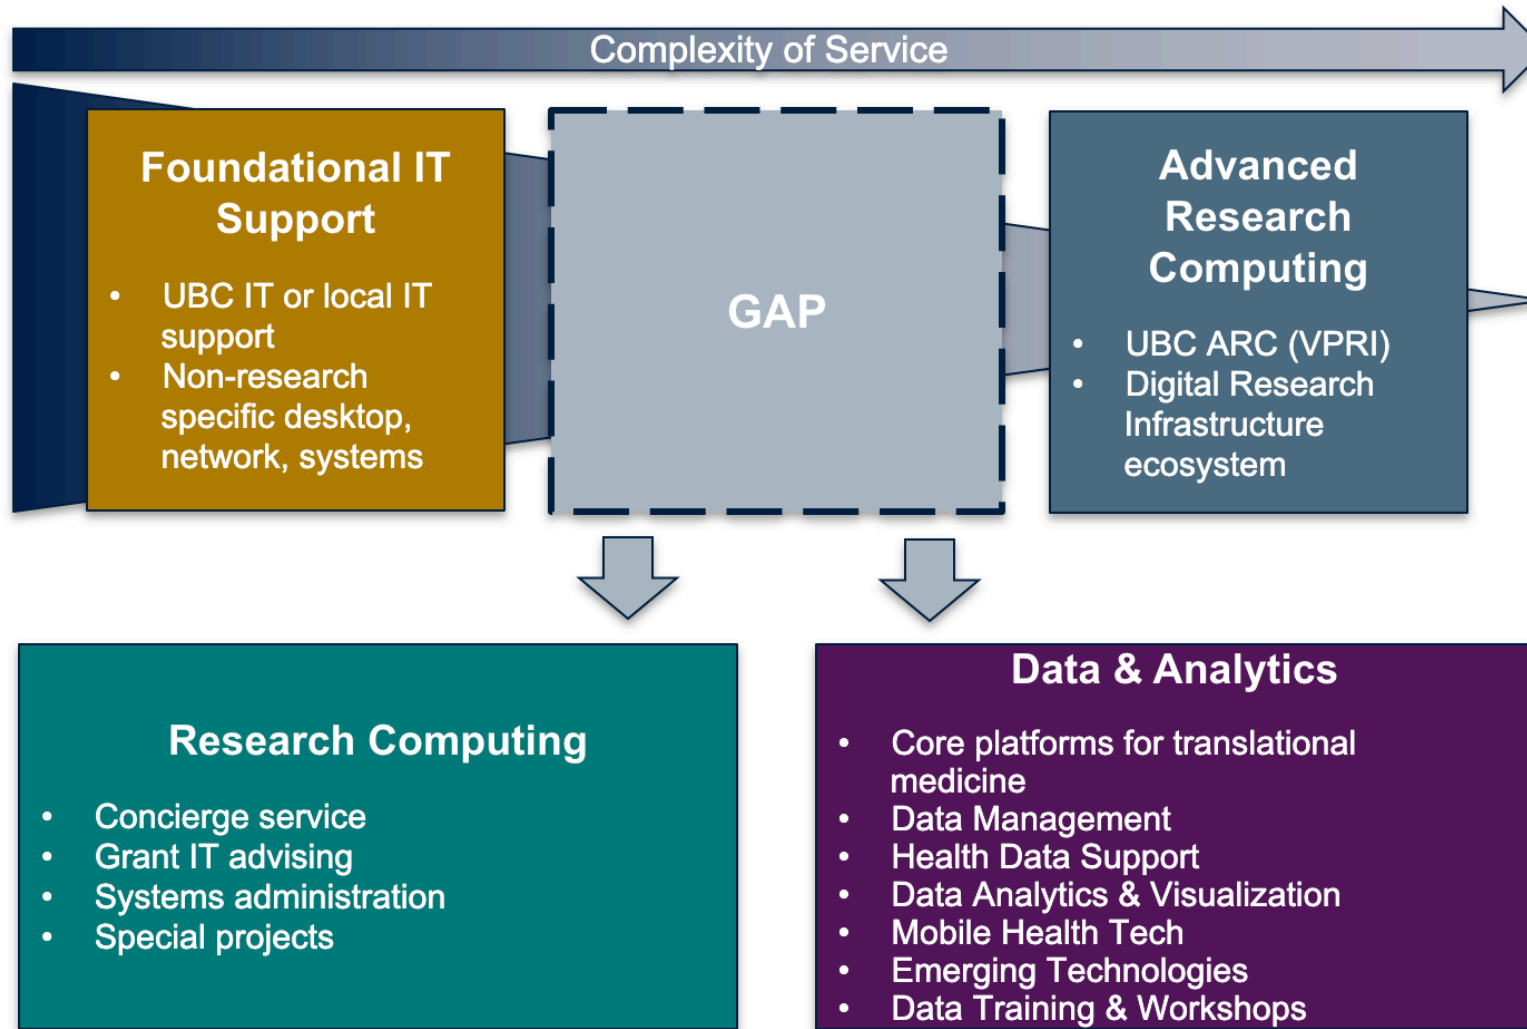 Complexity of Service
Foundational IT
Support
• UBC IT or local IT
support
• Non-research
specific desktop,
network, systems
GAP
Advanced
Research
Computing
• UBC ARC (VPRI)
• Digital Research
Infrastructure
ecosystem
Research Computing
• Concierge service
• Grant IT advising
• Systems administration
• Special projects
Data & Analytics
• Core platforms for translational
medicine
• Data Management
• Health Data Support
• Data Analytics & Visualization
• Mobile Health Tech
• Emerging Technologies
• Data Training & Workshops